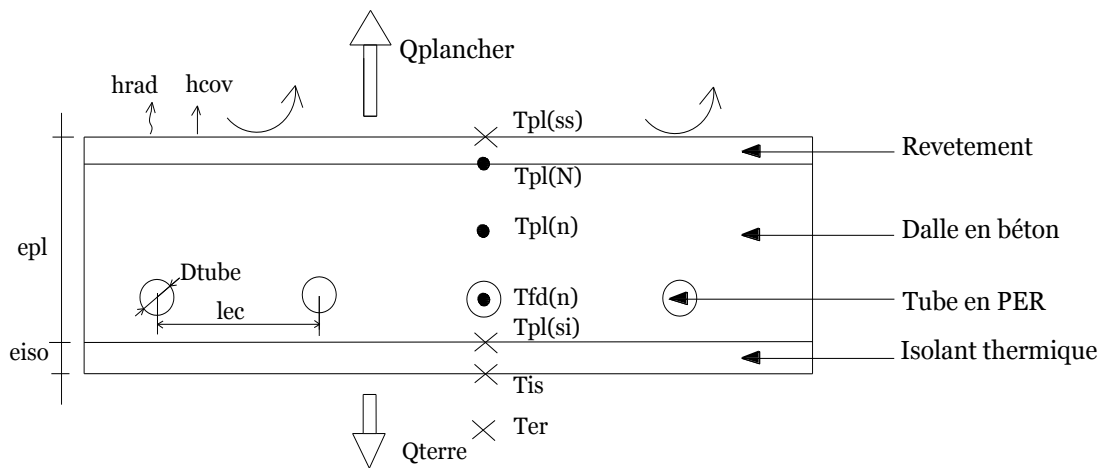 Qplancher
hrad
hcov
Tpl(ss)
Revetement
Tpl(N)
epl
Tpl(n)
Dalle en béton
Dtube
Tfd(n)
Tube en PER
lec
Tpl(si)
eiso
Isolant thermique
Tis
Ter
Qterre